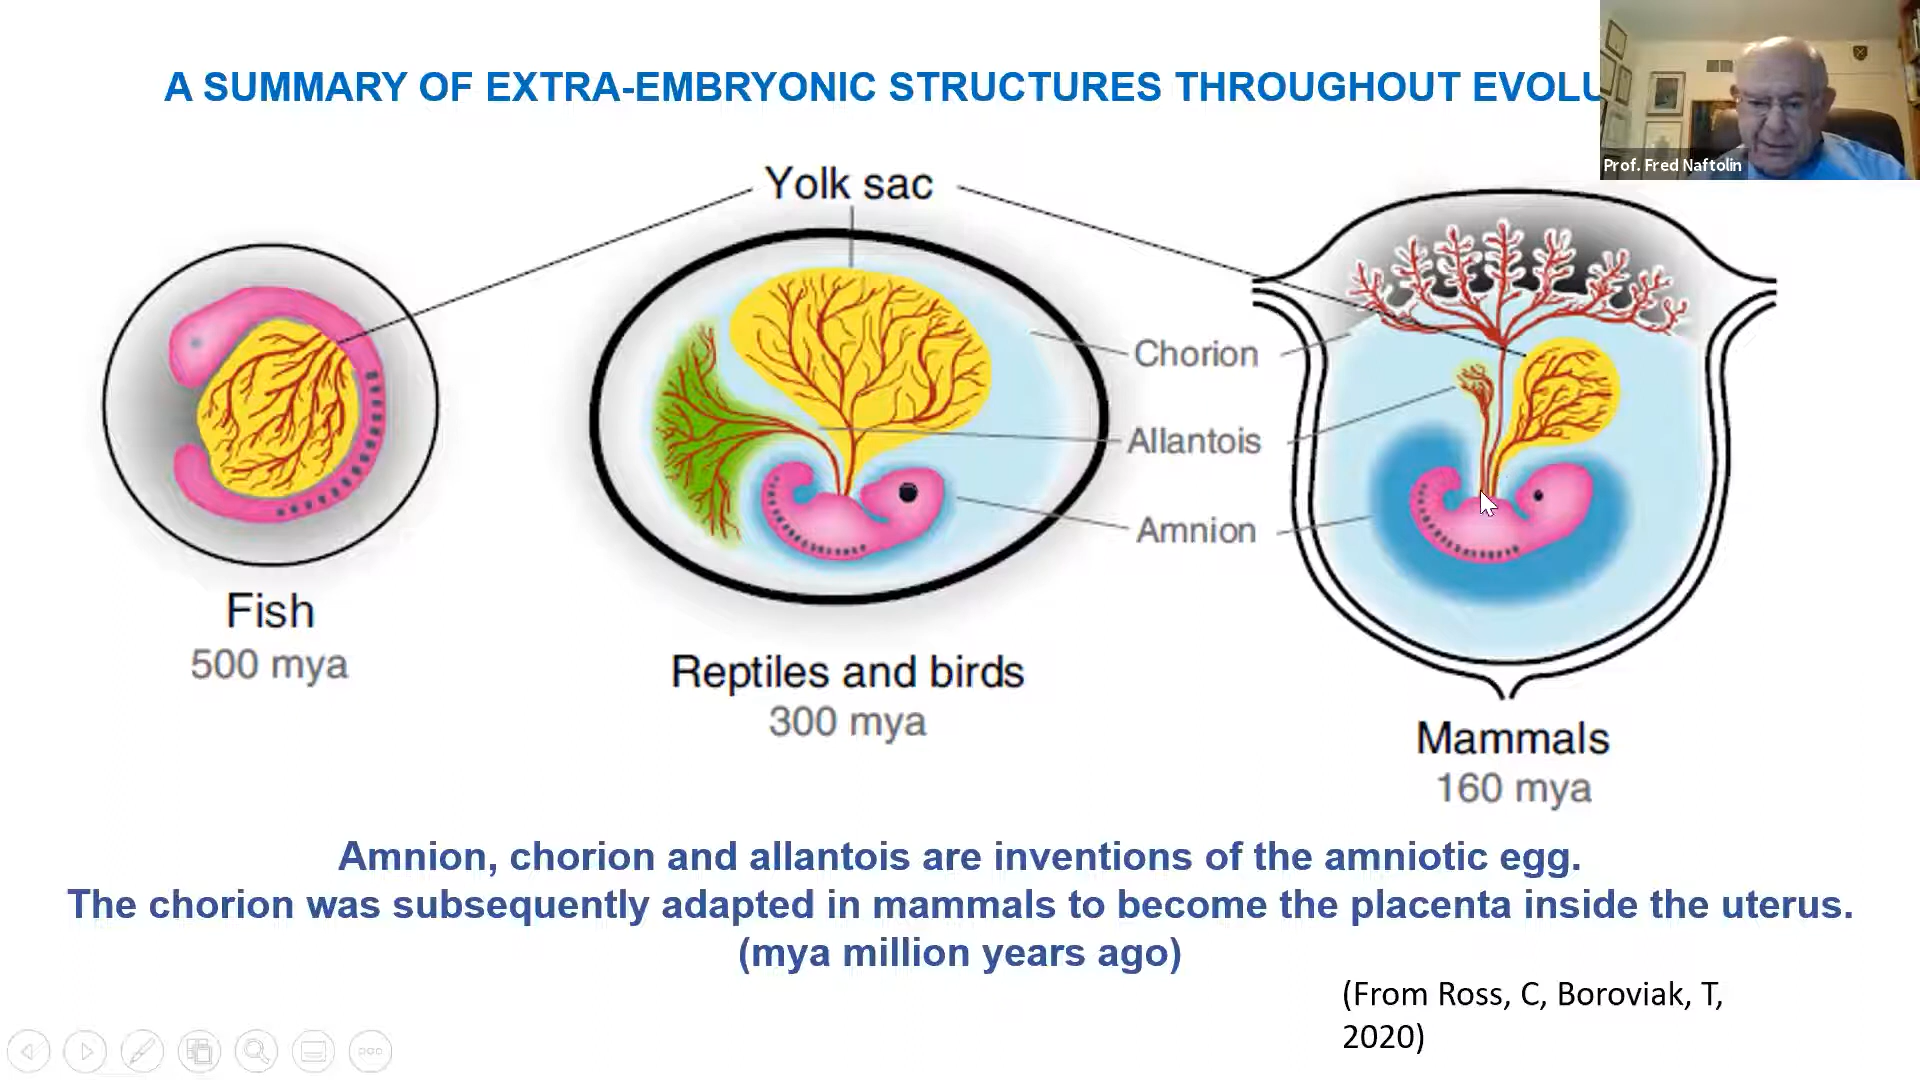 A SUMMARY OF EXTRA-EMBRYONIC STRUCTURES THROUGHOUT EVOLU
Prof. Fred Naftolin
Yolk sac
Chorion
Allantois
Amnion
Fish
500 mya
Reptiles and birds
300 mya
Mammals
160 mya
Amnion, chorion and allantois are inventions of the amniotic egg.
The chorion was subsequently adapted in mammals to become the placenta inside the uterus.
(mya million years ago)
(From Ross, C, Boroviak, T,
2020)